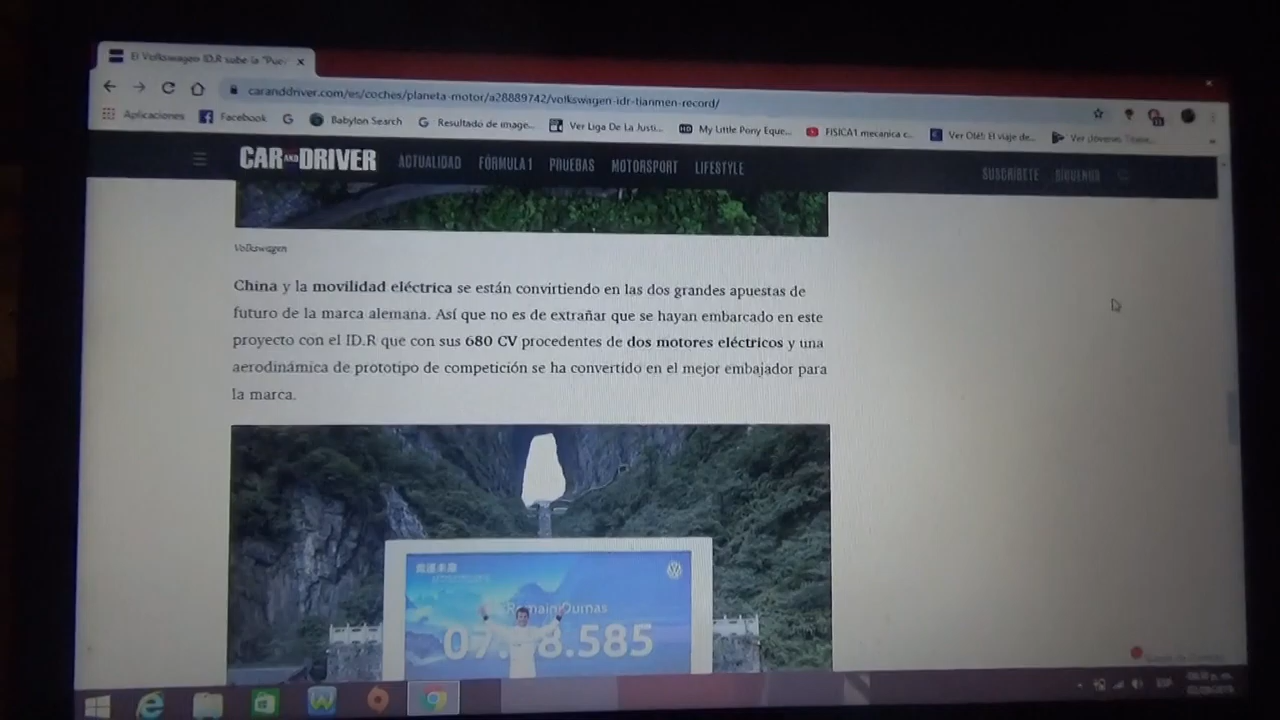 El Volkswagen ID.R sube la "Puer
caranddriver.com/es/coches/planeta-motor/a28889742/volkswagen-idr-tianmen-record/
Aplicaciones Facebook Babylon Search Resultado de image... Ver Liga De La Justi... My Little Pony Eque... FISICA1 mecanica c... Ver Olé! El viaje de...
CAR AND DRIVER ACTUALIDAD FÓRMULA 1 PRUEBAS MOTORSPORT LIFESTYLE SUSCRÍBETE SÍGUENOS
Volkswagen
China y la movilidad eléctrica se están convirtiendo en las dos grandes apuestas de
futuro de la marca alemana. Así que no es de extrañar que se hayan embarcado en este
proyecto con el ID.R que con sus 680 CV procedentes de dos motores eléctricos y una
aerodinámica de prototipo de competición se ha convertido en el mejor embajador para
la marca.
Romain Dumas
07. 8.585
ESP